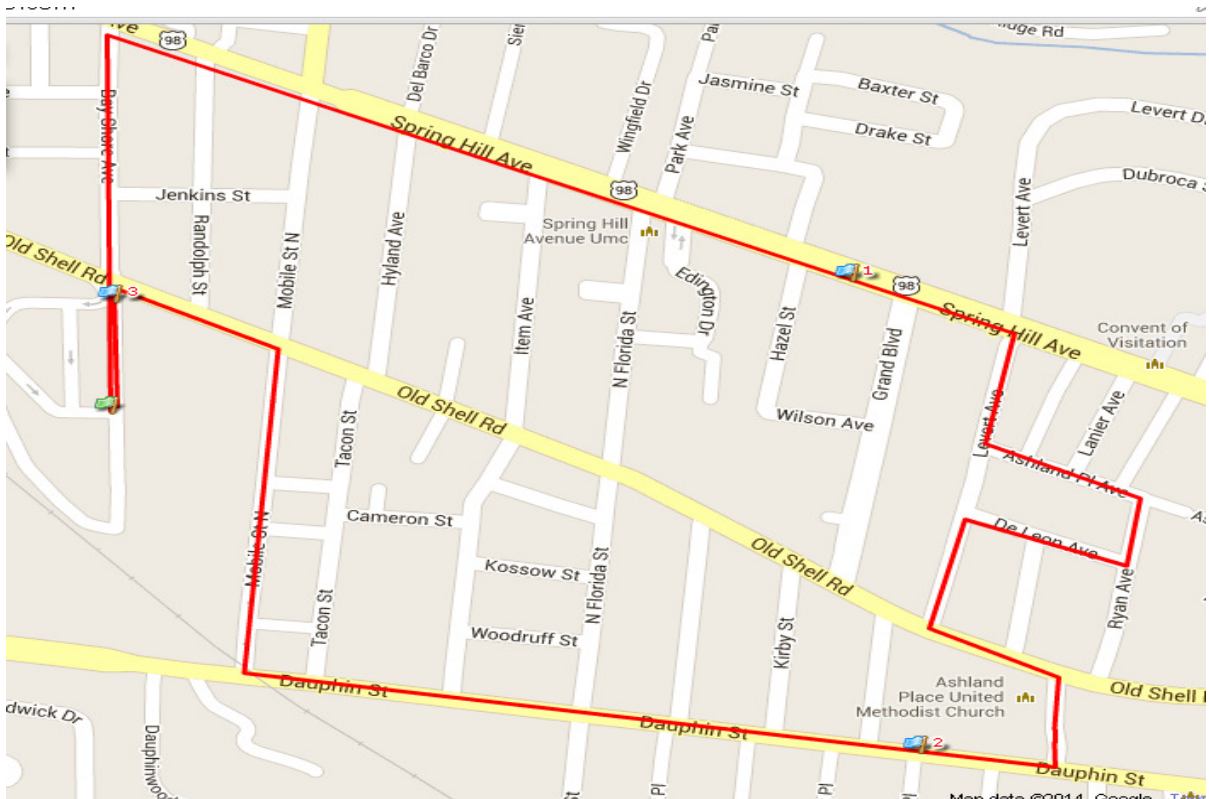 Ave
98
Del Barco Dr
Wingfield Dr
Park Ave
Jasmine St
Baxter St
Drake St
Levert D
Dubroca S
Bay Shore Ave
Spring Hill Ave
98
Jenkins St
Randolph St
Mobile St N
Hyland Ave
Spring Hill
Avenue Umc
Edington Dr
Levert Ave
Old Shell Rd
1
98
Spring Hill Ave
Convent of
Visitation
3
Item Ave
N Florida St
Hazel St
Grand Blvd
Old Shell Rd
Wilson Ave
Levert Ave
Lanier Ave
Tacon St
Ashland Pl Ave
Cameron St
De Leon Ave
Mobile St N
Kossow St
Old Shell Rd
N Florida St
Ryan Ave
Tacon St
Woodruff St
Kirby St
Dauphin St
Ashland
Place United
Methodist Church
Old Shell
dwick Dr
Dauphinwood
Dauphin St
2
Dauphin St
Pl
Pl
Pl
St
Map data ©2014 Google